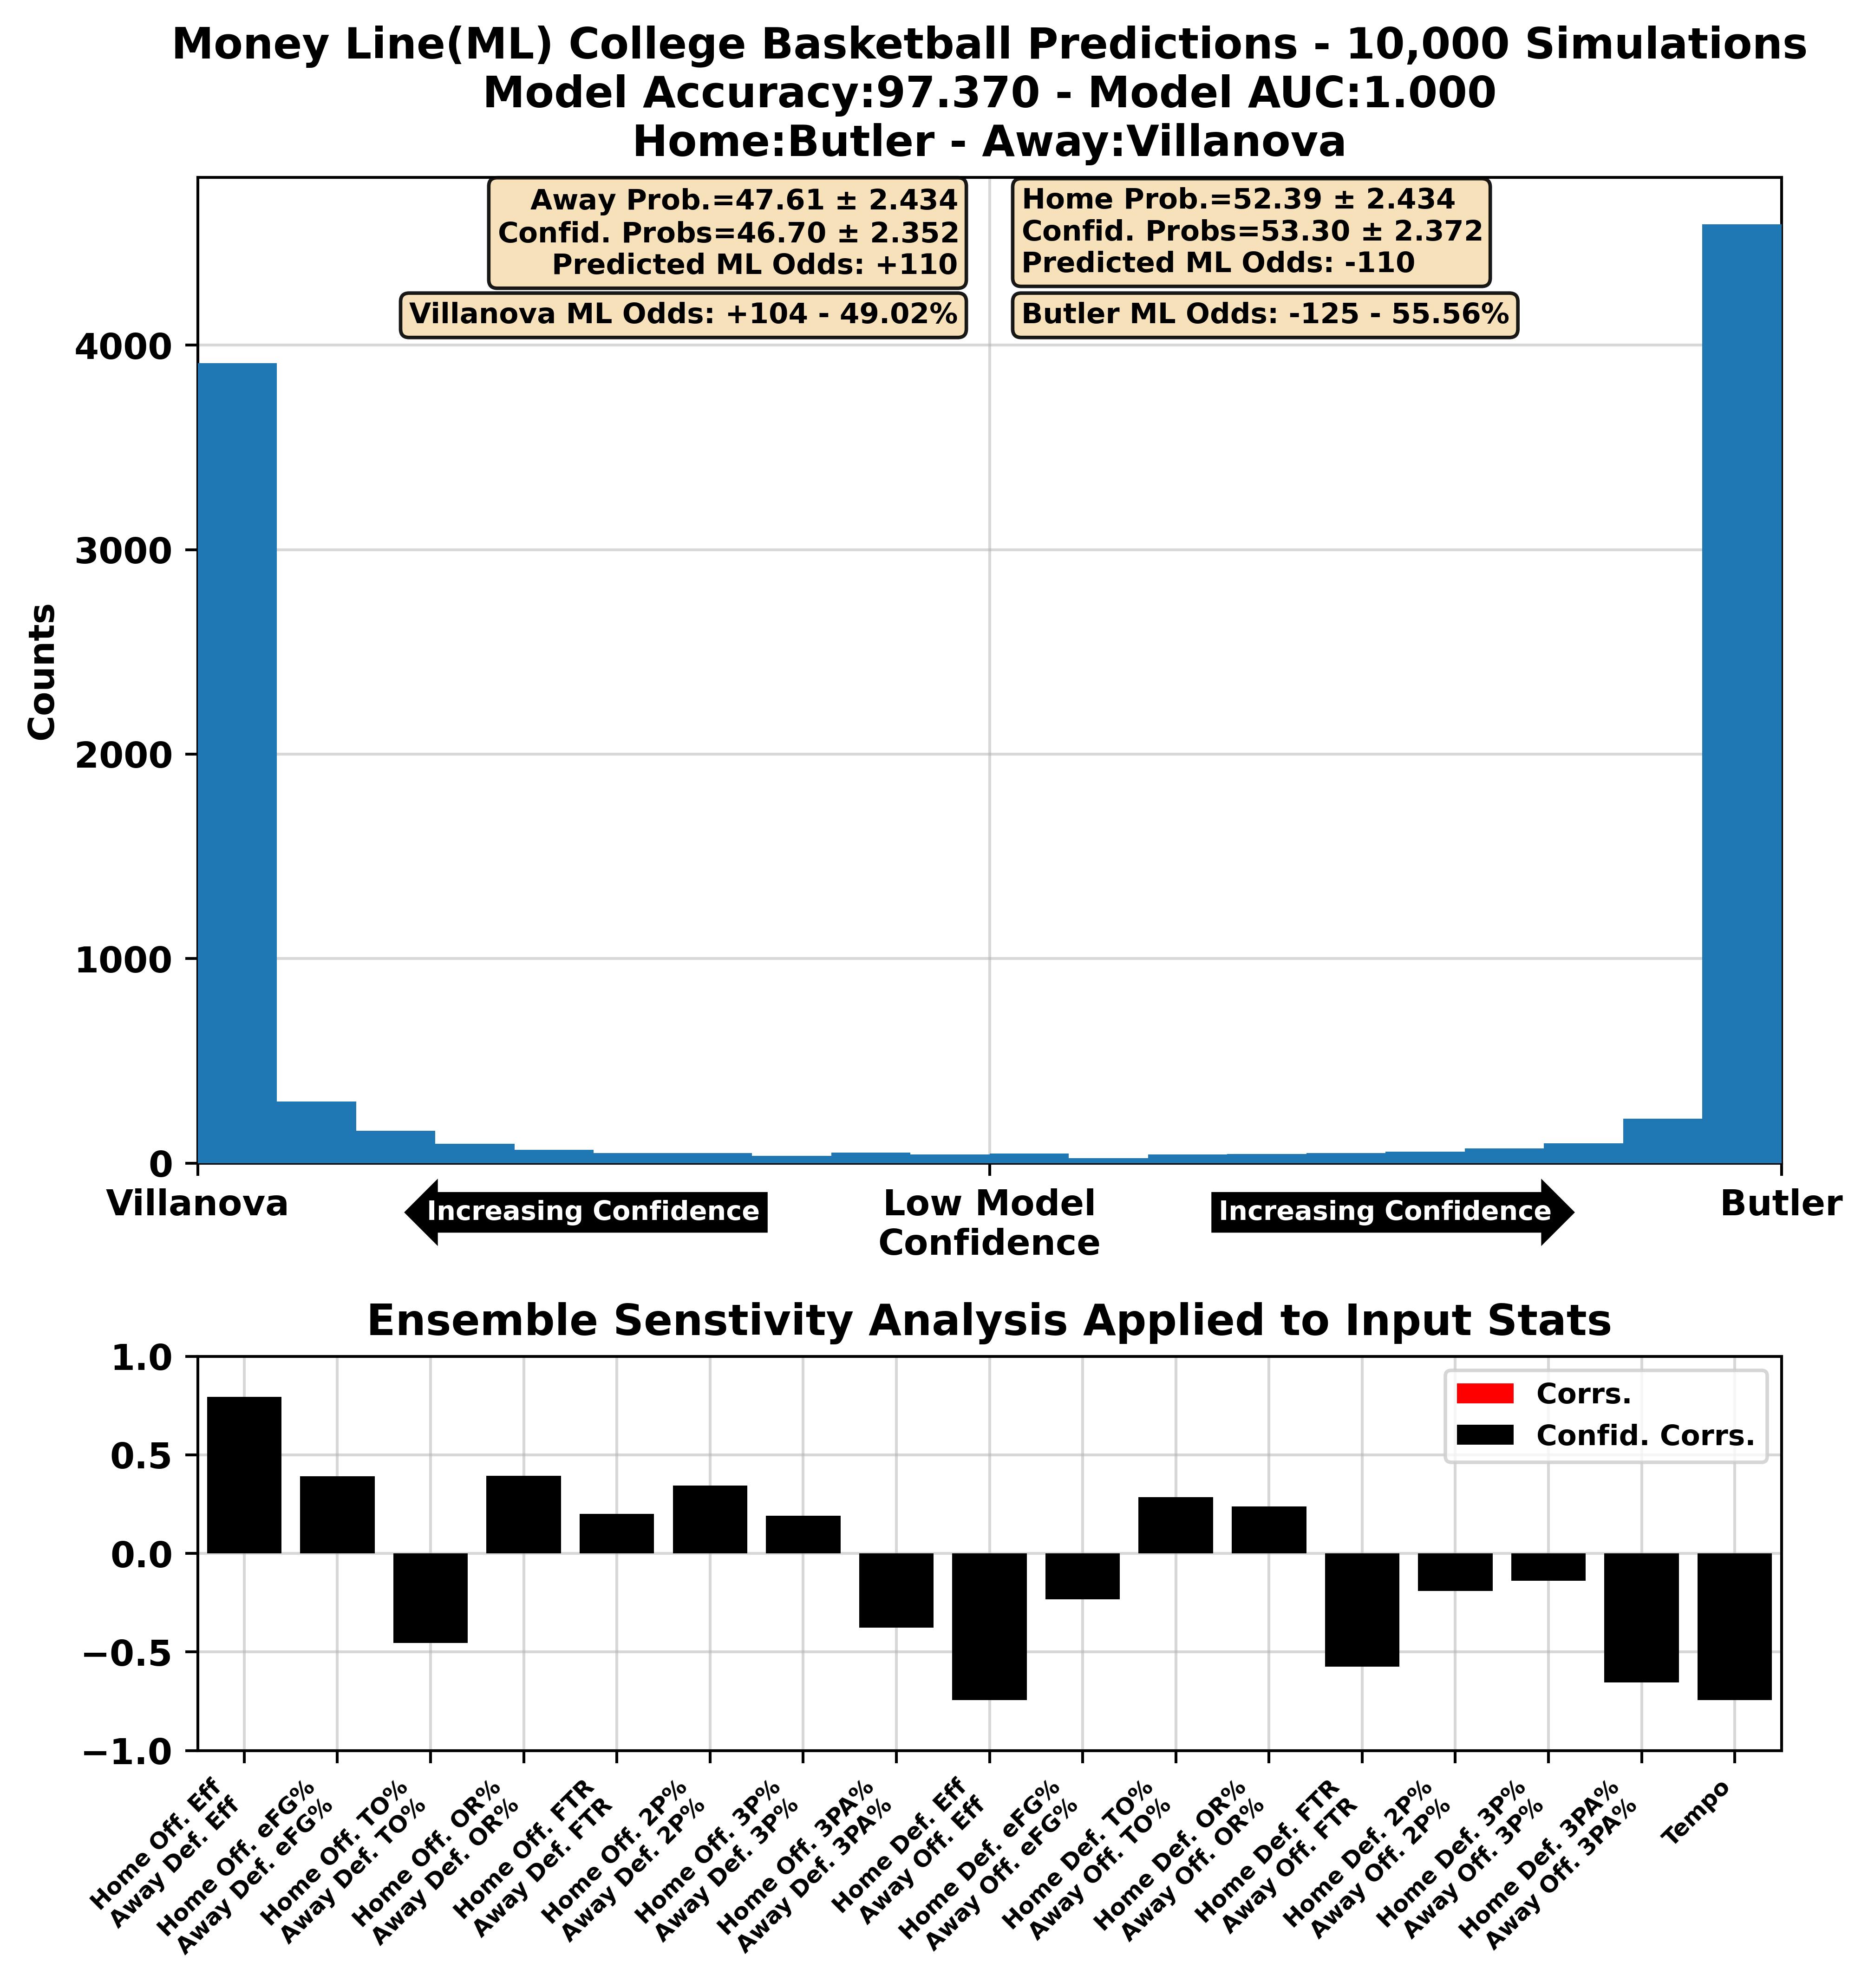 Money Line(ML) College Basketball Predictions - 10,000 Simulations
Model Accuracy:97.370 - Model AUC:1.000
Home:Butler - Away:Villanova
Away Prob.=47.61 ± 2.434
Confid. Probs=46.70 ± 2.352
Predicted ML Odds: +110
Villanova ML Odds: +104 - 49.02%
Home Prob.=52.39 ± 2.434
Confid. Probs=53.30 ± 2.372
Predicted ML Odds: -110
Butler ML Odds: -125 - 55.56%
Counts
4000
3000
2000
1000
0
Villanova
Increasing Confidence
Low Model
Confidence
Increasing Confidence
Butler
Ensemble Senstivity Analysis Applied to Input Stats
1.0
0.5
0.0
−0.5
−1.0
Corrs.
Confid. Corrs.
Home Off. Eff
Away Def. Eff
Home Off. eFG%
Away Def. eFG%
Home Off. TO%
Away Def. TO%
Home Off. OR%
Away Def. OR%
Home Off. FTR
Away Def. FTR
Home Off. 2P%
Away Def. 2P%
Home Off. 3P%
Away Def. 3P%
Home Off. 3PA%
Away Def. 3PA%
Home Def. Eff
Away Off. Eff
Home Def. eFG%
Away Off. eFG%
Home Def. TO%
Away Off. TO%
Home Def. OR%
Away Off. OR%
Home Def. FTR
Away Off. FTR
Home Def. 2P%
Away Off. 2P%
Home Def. 3P%
Away Off. 3P%
Home Def. 3PA%
Away Off. 3PA%
Tempo